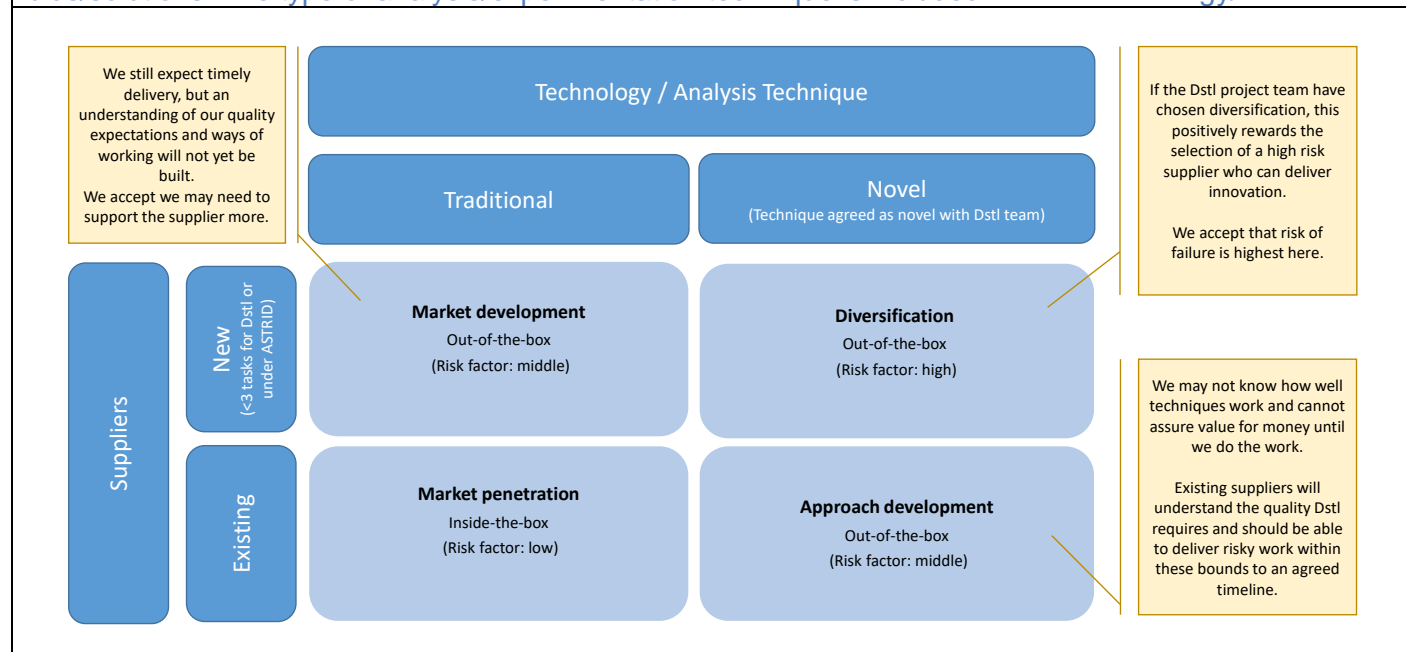 We still expect timely
delivery, but an
understanding of our quality
expectations and ways of
working will not yet be
built.
We accept we may need to
support the supplier more.
Technology / Analysis Technique
If the Dstl project team have
chosen diversification, this
positively rewards the
selection of a high risk
supplier who can deliver
innovation.
We accept that risk of
failure is highest here.
Traditional
Novel
(Technique agreed as novel with Dstl team)
Suppliers
New
(<3 tasks for Dstl or
under ASTRID)
Market development
Out-of-the-box
(Risk factor: middle)
Diversification
Out-of-the-box
(Risk factor: high)
Existing
Market penetration
Inside-the-box
(Risk factor: low)
Approach development
Out-of-the-box
(Risk factor: middle)
We may not know how well
techniques work and cannot
assure value for money until
we do the work.
Existing suppliers will
understand the quality Dstl
requires and should be able
to deliver risky work within
these bounds to an agreed
timeline.